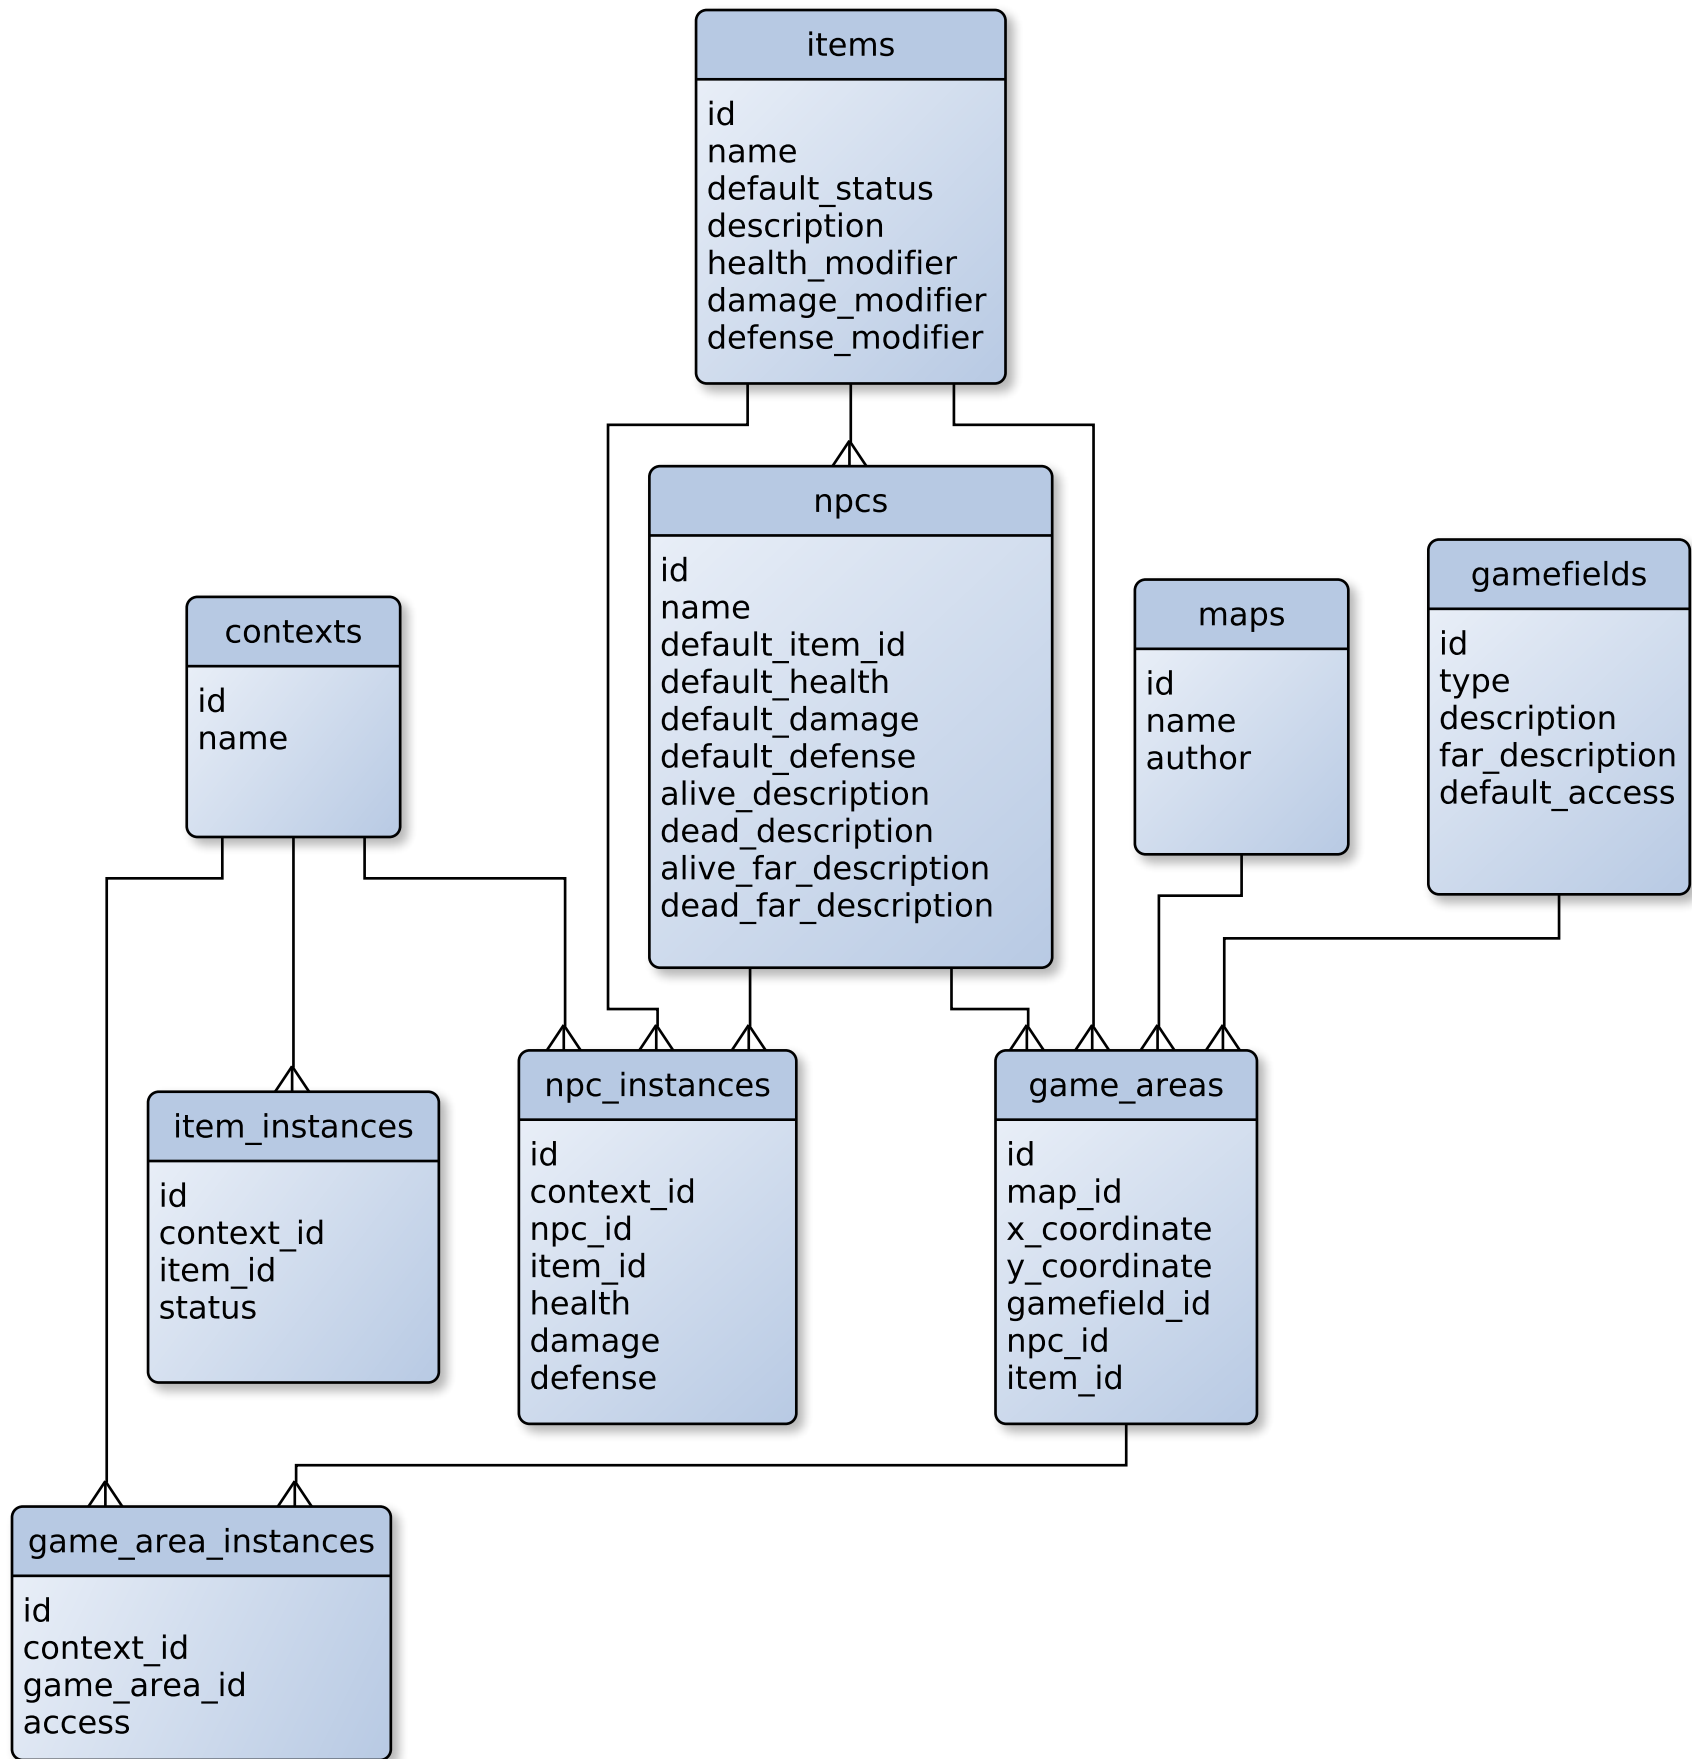 items
id
name
default_status
description
health_modifier
damage_modifier
defense_modifier
npcs
id
name
default_item_id
default_health
default_damage
default_defense
alive_description
dead_description
alive_far_description
dead_far_description
gamefields
id
type
description
far_description
default_access
maps
id
name
author
contexts
id
name
npc_instances
id
context_id
npc_id
item_id
health
damage
defense
game_areas
id
map_id
x_coordinate
y_coordinate
gamefield_id
npc_id
item_id
item_instances
id
context_id
item_id
status
game_area_instances
id
context_id
game_area_id
access